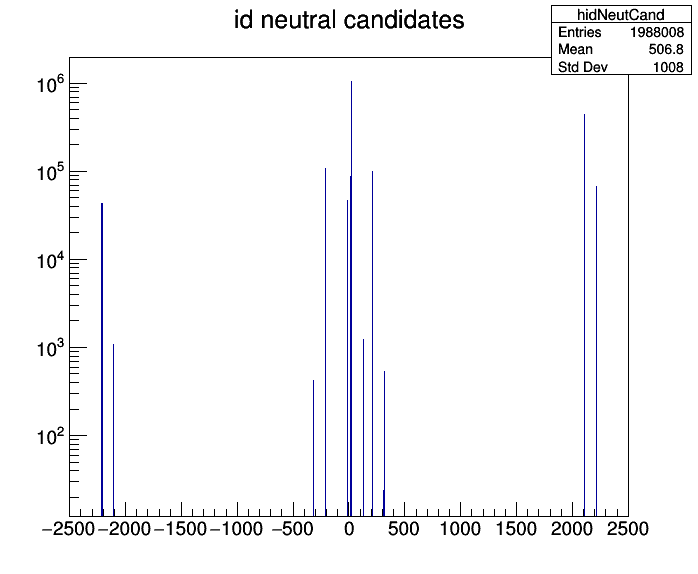 id neutral candidates
hidNeutCand
Entries 1988008
Mean 506.8
Std Dev 1008
10^6
10^5
10^4
10^3
10^2
−2500 −2000 −1500 −1000 −500 0 500 1000 1500 2000 2500